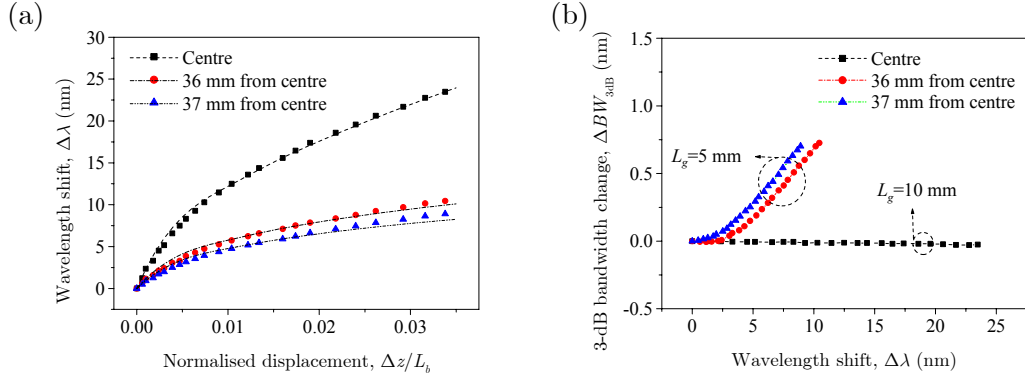 (a)
30
25
20
15
10
5
0
Wavelength shift, Δλ (nm)
Centre
36 mm from centre
37 mm from centre
0.00 0.01 0.02 0.03
Normalised displacement, Δz/L_b
(b)
1.5
1.0
0.5
0.0
-0.5
3-dB bandwidth change, ΔBW_3dB (nm)
Centre
36 mm from centre
37 mm from centre
L_g=5 mm
L_g=10 mm
0 5 10 15 20 25
Wavelength shift, Δλ (nm)